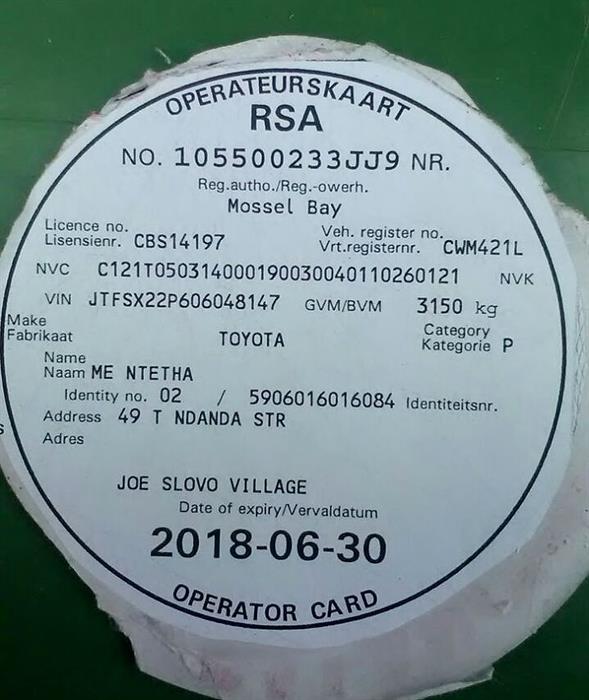 OPERATEURSKAART
RSA
NO. 105500233JJ9 NR.
Reg.autho./Reg.-owerh.
Mossel Bay
Licence no. Veh. register no.
Lisensienr. CBS14197 Vrt.registernr. CWM421L
NVC C121T0503140001900300040110260121 NVK
VIN JTFSX22P606048147 GVM/BVM 3150 kg
Make Category
Fabrikaat TOYOTA Kategorie P
Name
Naam ME NTETHA
Identity no. 02 / 5906016016084 Identiteitsnr.
Address 49 T NDANDA STR
Adres
JOE SLOVO VILLAGE
Date of expiry/Vervaldatum
2018-06-30
OPERATOR CARD